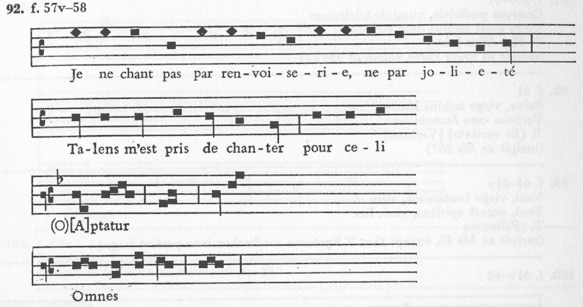 92. f. 57v–58
Je ne chant pas par ren-voi-se-ri-e, ne par jo-li-e-té
Ta-lens m'est pris de chan-ter pour ce-li
(O)[A]ptatur
Omnes